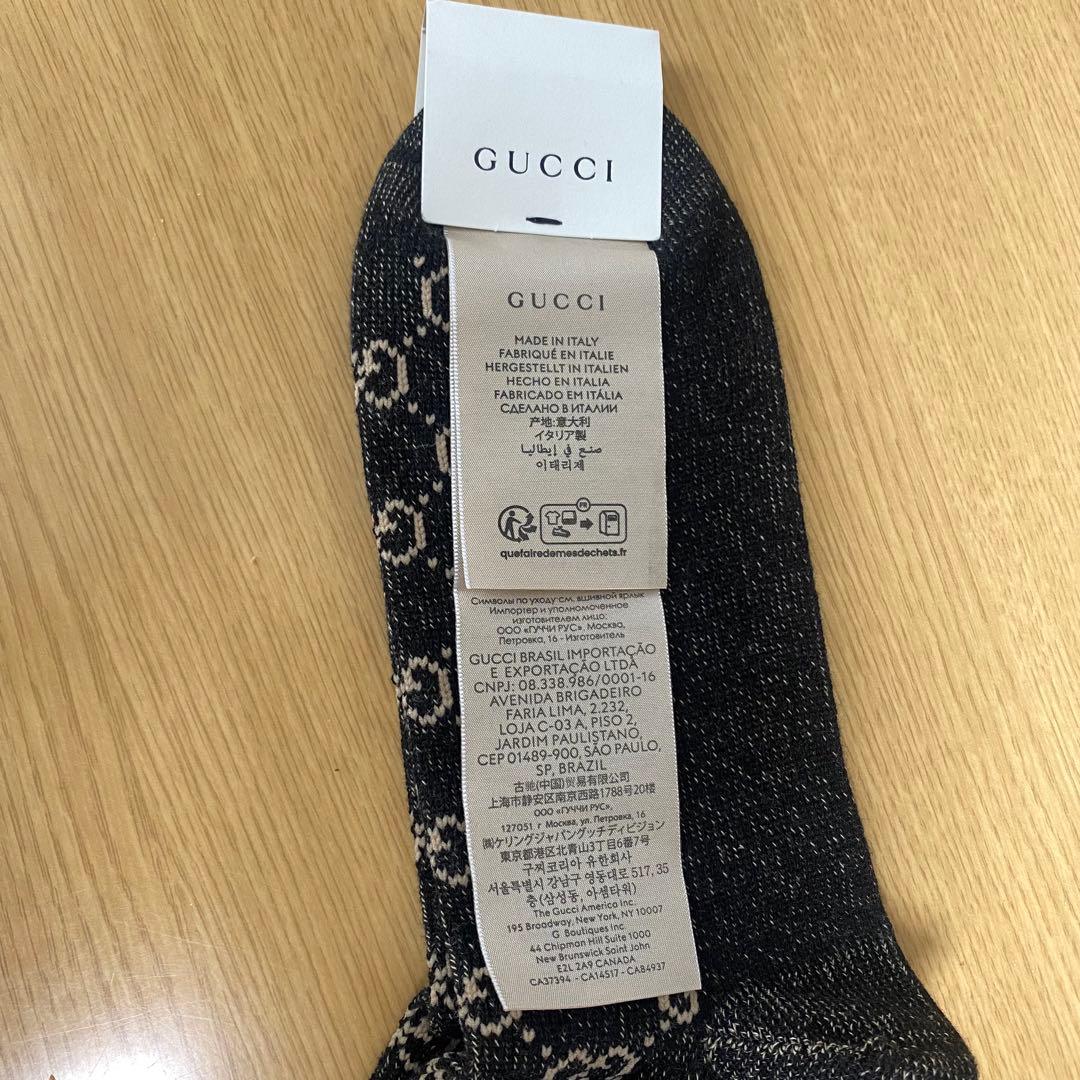 GUCCI
GUCCI
MADE IN ITALY
FABRIQUÉ EN ITALIE
HERGESTELLT IN ITALIEN
HECHO EN ITALIA
FABRICADO EM ITÁLIA
СДЕЛАНО В ИТАЛИИ
产地:意大利
イタリア製
صنع في إيطاليا
이태리제
FR
quefairedemesdechets.fr
Символы по уходу см. вшивной ярлык
Импортер и уполномоченное
изготовителем лицо:
ООО «ГУЧЧИ РУС», Москва,
Петровка, 16 - Изготовитель
GUCCI BRASIL IMPORTAÇÃO
E EXPORTAÇÃO LTDA
CNPJ: 08.338.986/0001-16
AVENIDA BRIGADEIRO
FARIA LIMA, 2.232,
LOJA C-03 A, PISO 2,
JARDIM PAULISTANO,
CEP 01489-900, SÃO PAULO,
SP, BRAZIL
古驰(中国)贸易有限公司
上海市静安区南京西路1788号20楼
ООО «ГУЧЧИ РУС»,
127051 г Москва, ул. Петровка, 16
㈱ケリングジャパングッチディビジョン
東京都港区北青山3丁目6番7号
구찌코리아 유한회사
서울특별시 강남구 영동대로 517, 35
층(삼성동, 아셈타워)
The Gucci America Inc.
195 Broadway, New York, NY 10007
G Boutiques Inc.
44 Chipman Hill Suite 1000
New Brunswick Saint John
E2L 2A9 CANADA
CA37394 - CA14517 - CA84937